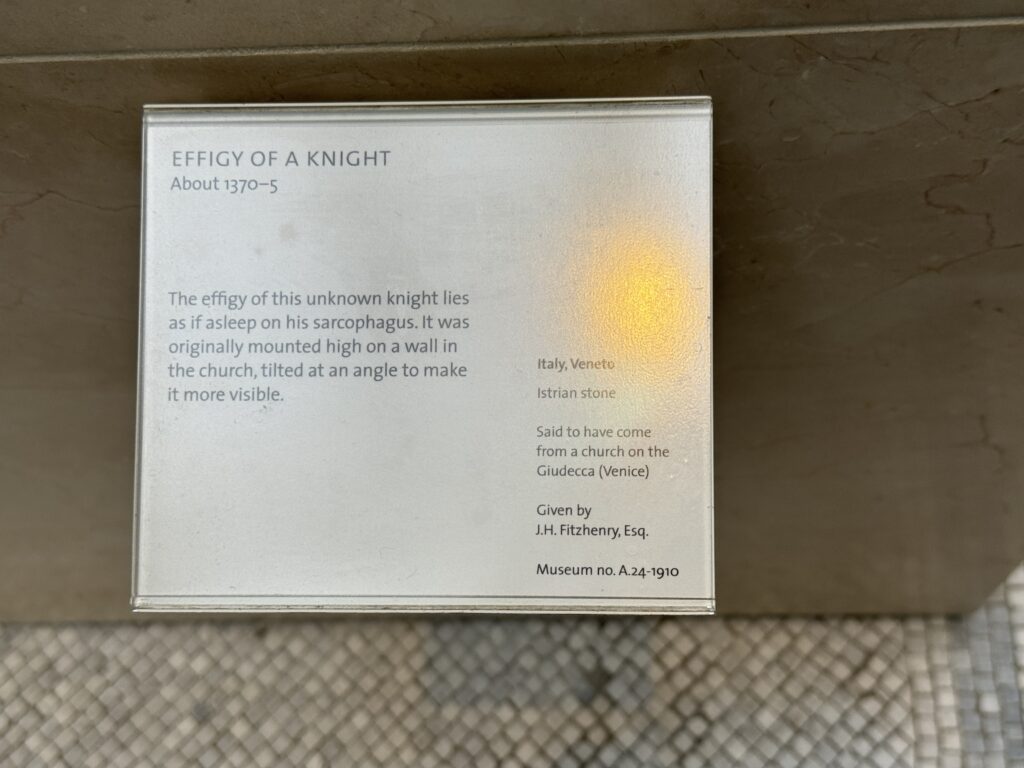 EFFIGY OF A KNIGHT
About 1370–5
The effigy of this unknown knight lies
as if asleep on his sarcophagus. It was
originally mounted high on a wall in
the church, tilted at an angle to make
it more visible.
Italy, Veneto
Istrian stone
Said to have come
from a church on the
Giudecca (Venice)
Given by
J.H. Fitzhenry, Esq.
Museum no. A.24-1910